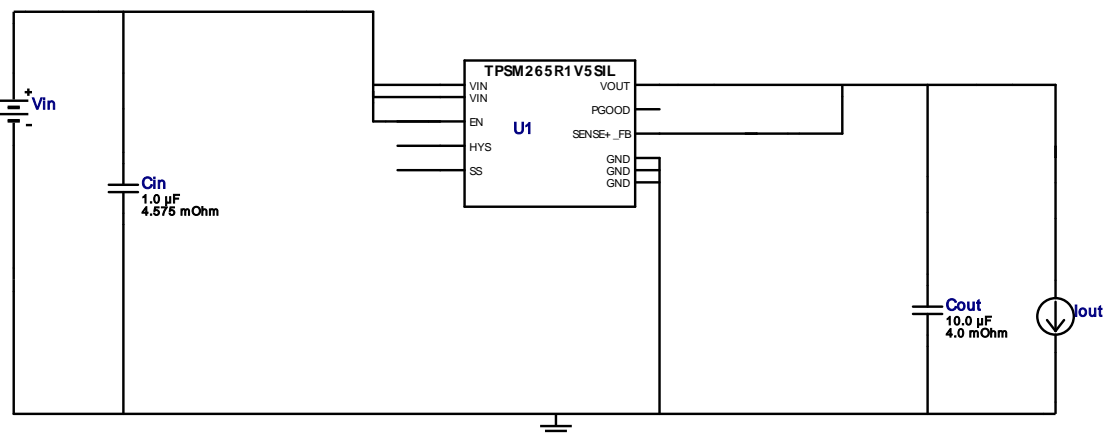 TPSM265R1V5SIL
VIN
VIN
EN
HYS
SS
U1
VOUT
PGOOD
SENSE+_FB
GND
GND
GND
+
Vin
-
Cin
1.0 µF
4.575 mOhm
Cout
10.0 µF
4.0 mOhm
Iout